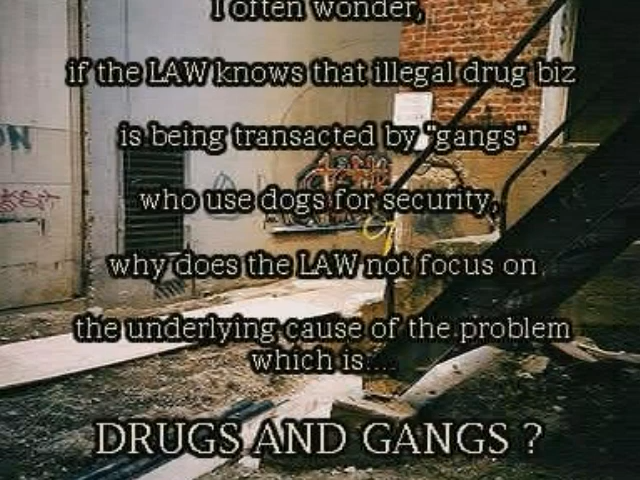 I often wonder,
if the LAW knows that illegal drug biz
is being transacted by "gangs"
who use dogs for security,
why does the LAW not focus on
the underlying cause of the problem
which is....
DRUGS AND GANGS ?